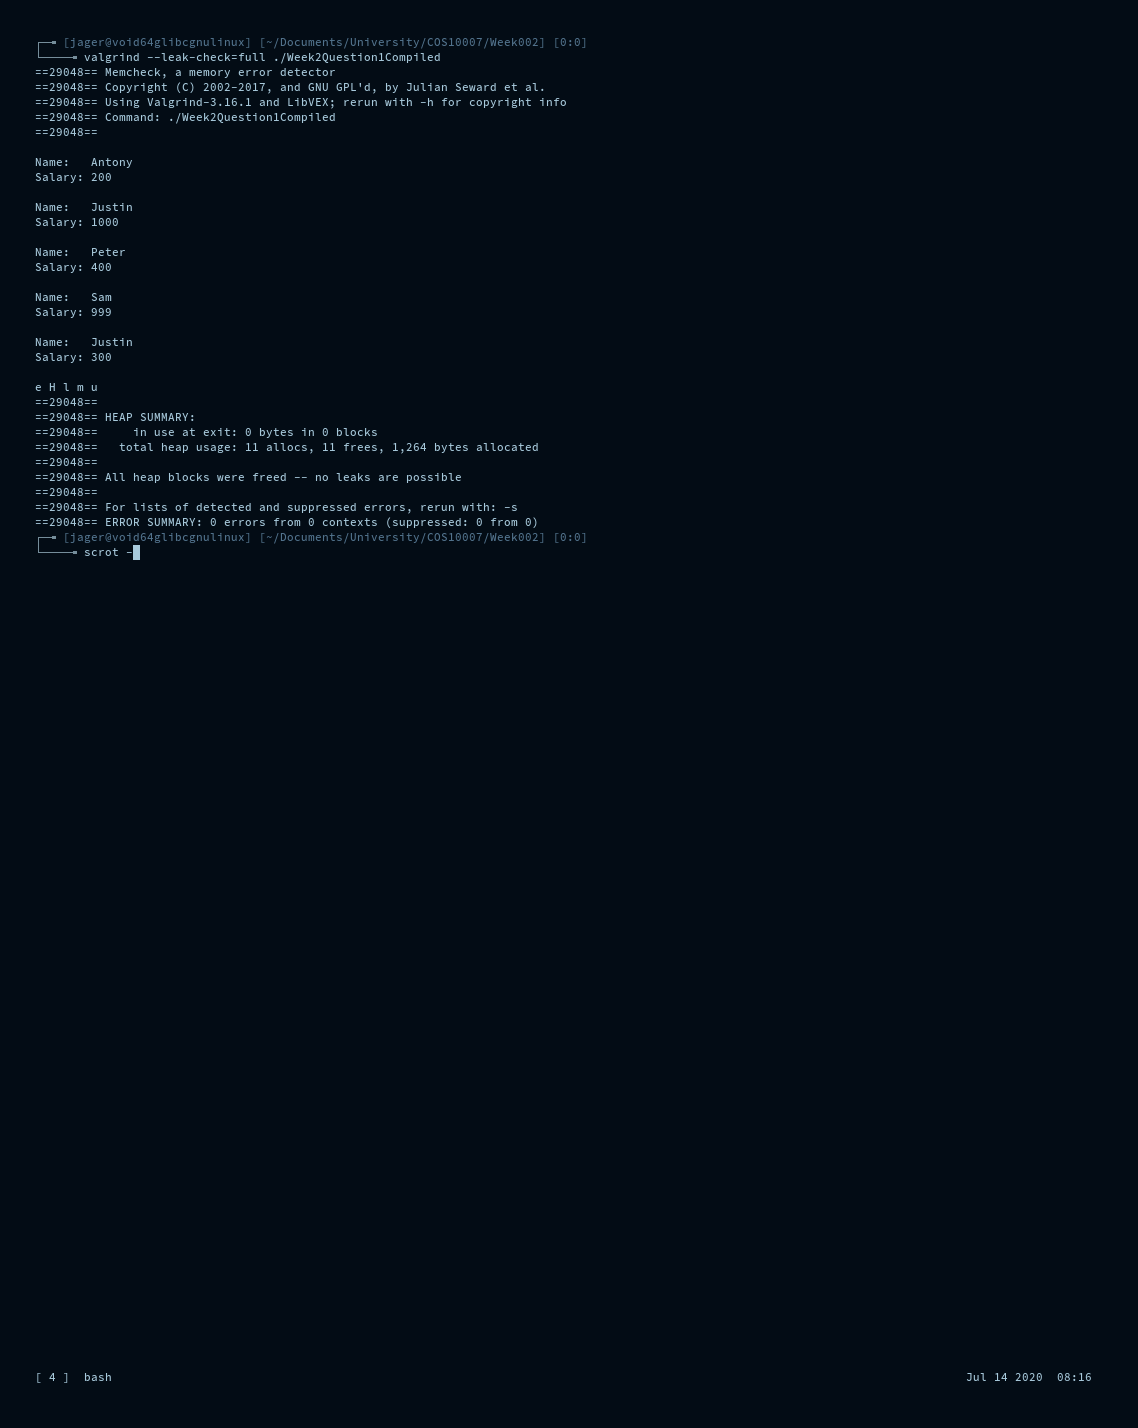 ┌─╼ [jager@void64glibcgnulinux] [~/Documents/University/COS10007/Week002] [0:0]
└────╼ valgrind --leak-check=full ./Week2Question1Compiled
==29048== Memcheck, a memory error detector
==29048== Copyright (C) 2002-2017, and GNU GPL'd, by Julian Seward et al.
==29048== Using Valgrind-3.16.1 and LibVEX; rerun with -h for copyright info
==29048== Command: ./Week2Question1Compiled
==29048==
Name:   Antony
Salary: 200
Name:   Justin
Salary: 1000
Name:   Peter
Salary: 400
Name:   Sam
Salary: 999
Name:   Justin
Salary: 300
e H l m u
==29048==
==29048== HEAP SUMMARY:
==29048==     in use at exit: 0 bytes in 0 blocks
==29048==   total heap usage: 11 allocs, 11 frees, 1,264 bytes allocated
==29048==
==29048== All heap blocks were freed -- no leaks are possible
==29048==
==29048== For lists of detected and suppressed errors, rerun with: -s
==29048== ERROR SUMMARY: 0 errors from 0 contexts (suppressed: 0 from 0)
┌─╼ [jager@void64glibcgnulinux] [~/Documents/University/COS10007/Week002] [0:0]
└────╼ scrot -
[ 4 ]  bash  Jul 14 2020  08:16